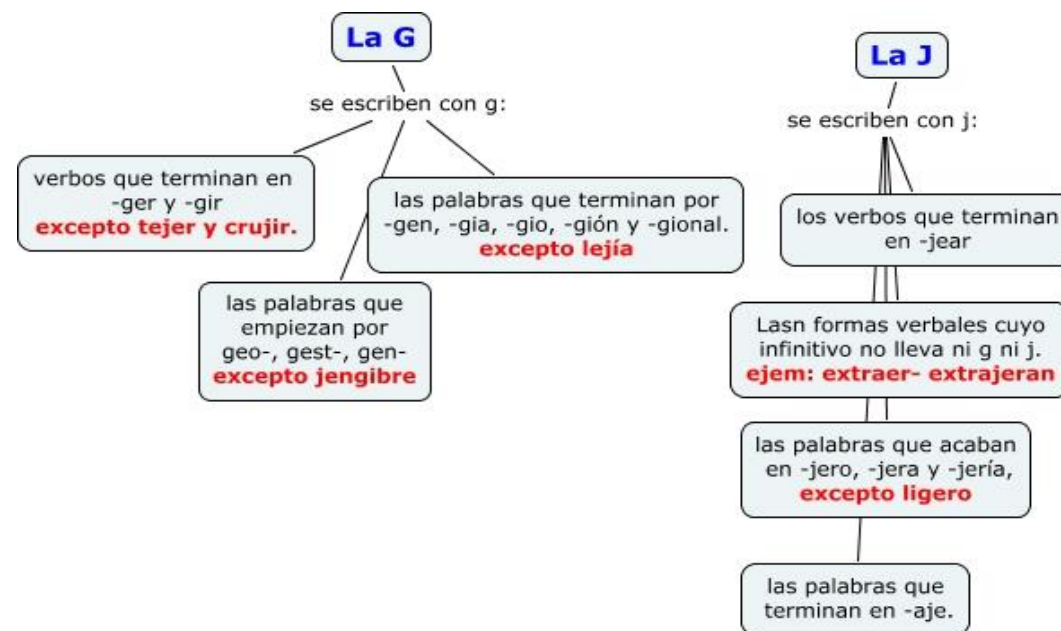 La G
se escriben con g:
verbos que terminan en
-ger y -gir
excepto tejer y crujir.
las palabras que terminan por
-gen, -gia, -gio, -gión y -gional.
excepto lejía
las palabras que
empiezan por
geo-, gest-, gen-
excepto jengibre
La J
se escriben con j:
los verbos que terminan
en -jear
Lasn formas verbales cuyo
infinitivo no lleva ni g ni j.
ejem: extraer- extrajeran
las palabras que acaban
en -jero, -jera y -jería,
excepto ligero
las palabras que
terminan en -aje.